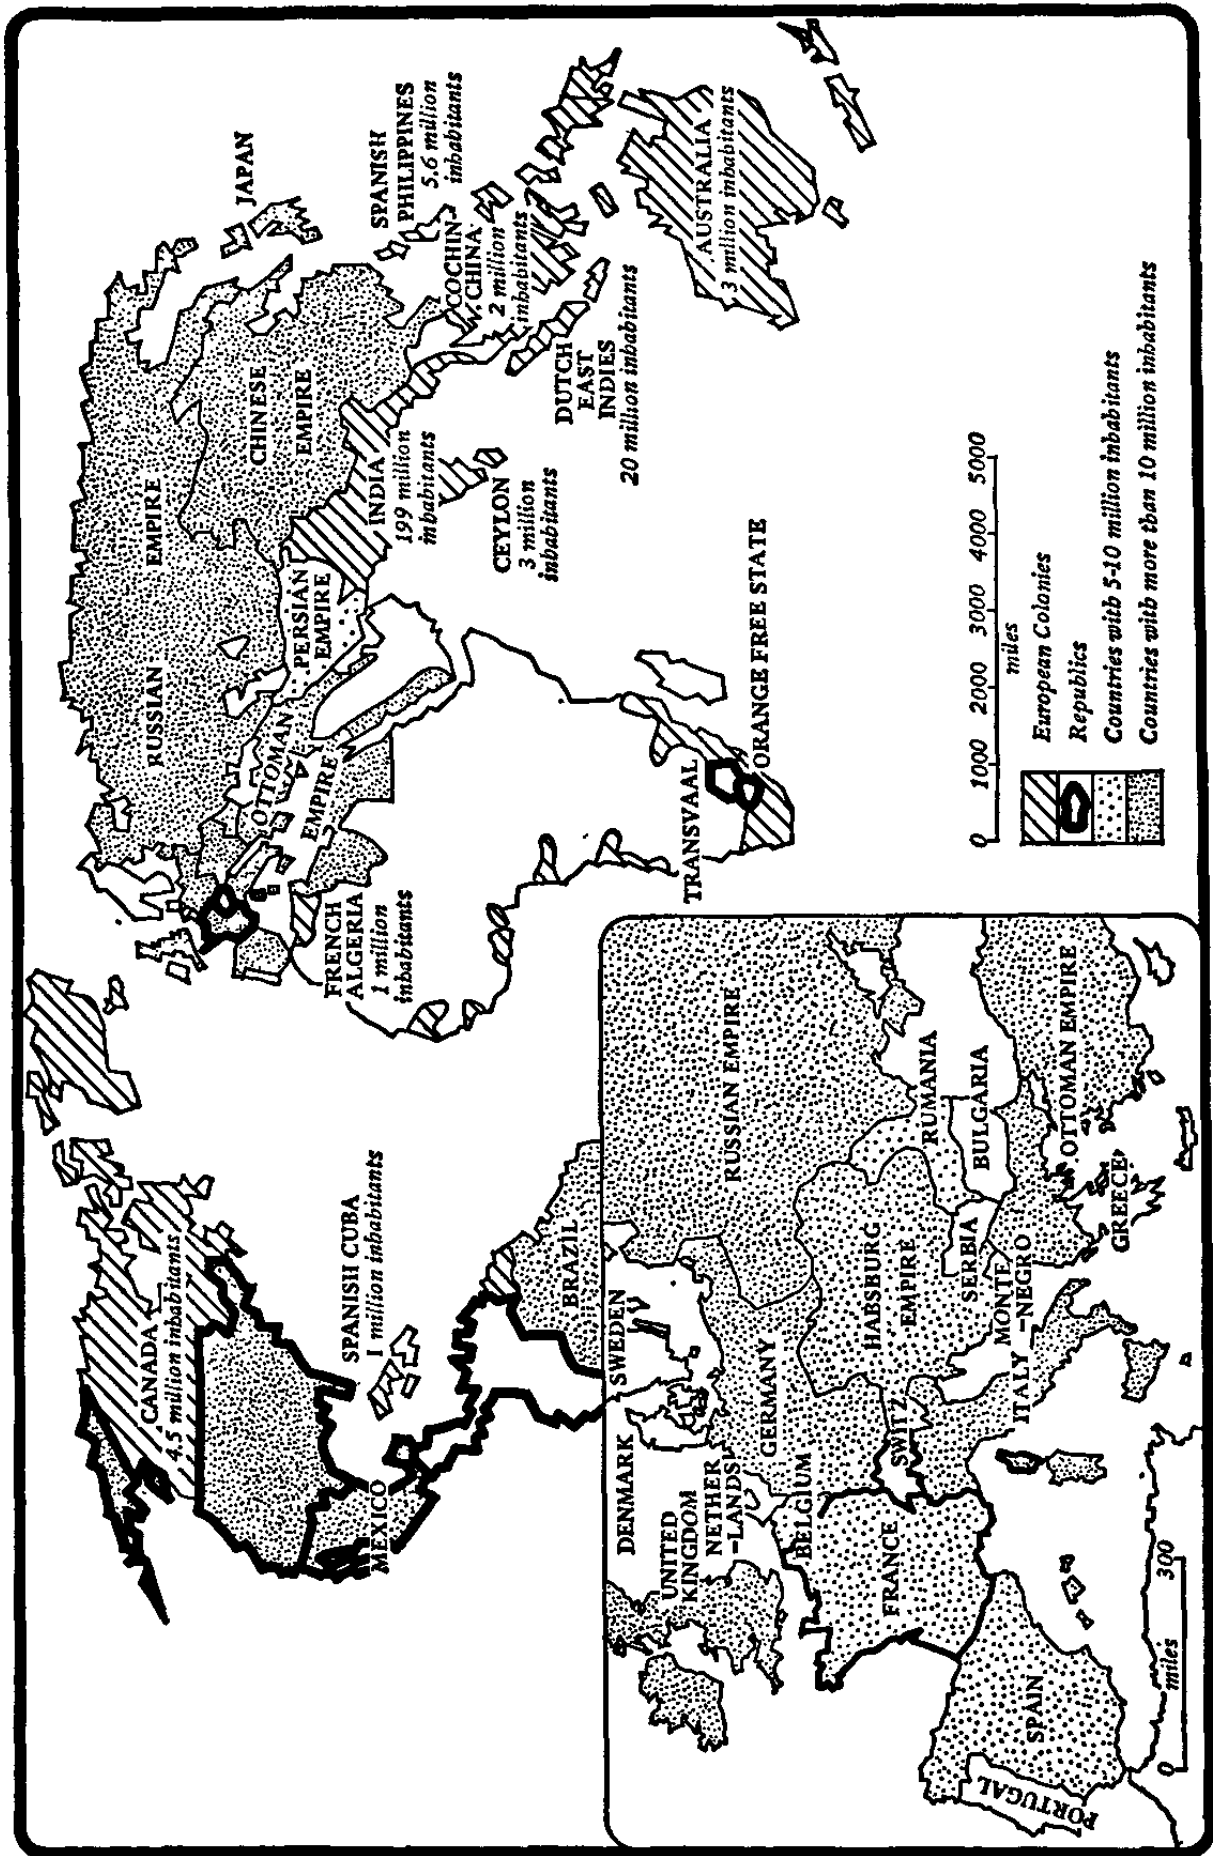 CANADA
4.5 million inhabitants
SPANISH CUBA
1 million inhabitants
MEXICO
BRAZIL
RUSSIAN
EMPIRE
CHINESE
EMPIRE
JAPAN
OTTOMAN
EMPIRE
PERSIAN
EMPIRE
INDIA
199 million
inhabitants
CEYLON
3 million
inhabitants
SPANISH
PHILIPPINES
5.6 million
inhabitants
COCHIN-
CHINA
2 million
inhabitants
DUTCH
EAST
INDIES
20 million inhabitants
AUSTRALIA
3 million inhabitants
FRENCH
ALGERIA
1 million
inhabitants
TRANSVAAL
ORANGE FREE STATE
0 1000 2000 3000 4000 5000
miles
European Colonies
Republics
Countries with 5-10 million inhabitants
Countries with more than 10 million inhabitants
DENMARK
SWEDEN
UNITED
KINGDOM
NETHER
-LANDS
BELGIUM
GERMANY
RUSSIAN EMPIRE
FRANCE
SWITZ
HABSBURG
EMPIRE
RUMANIA
SERBIA
BULGARIA
MONTE
-NEGRO
ITALY
OTTOMAN EMPIRE
GREECE
SPAIN
PORTUGAL
0 300
miles